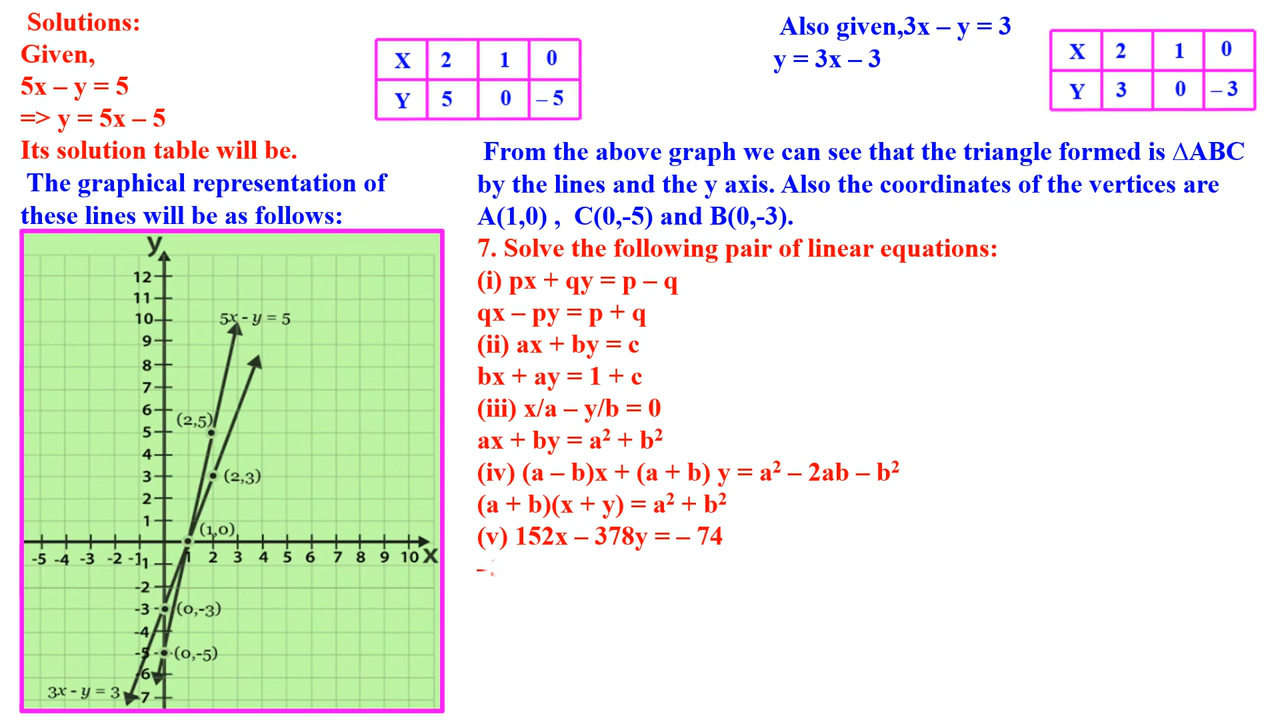 Solutions:
Given,
5x – y = 5
=> y = 5x – 5
Its solution table will be.
X 2 1 0
Y 5 0 – 5
The graphical representation of
these lines will be as follows:
y
12
11
10
9
8
7
6
5
4
3
2
1
-5 -4 -3 -2 -1 1 2 3 4 5 6 7 8 9 10 x
-1
-2
-3
-4
-5
-6
-7
5x - y = 5
(2,5)
(2,3)
(1,0)
(0,-3)
(0,-5)
3x - y = 3
Also given,3x – y = 3
y = 3x – 3
X 2 1 0
Y 3 0 – 3
From the above graph we can see that the triangle formed is ∆ABC
by the lines and the y axis. Also the coordinates of the vertices are
A(1,0) , C(0,-5) and B(0,-3).
7. Solve the following pair of linear equations:
(i) px + qy = p – q
qx – py = p + q
(ii) ax + by = c
bx + ay = 1 + c
(iii) x/a – y/b = 0
ax + by = a² + b²
(iv) (a – b)x + (a + b) y = a² – 2ab – b²
(a + b)(x + y) = a² + b²
(v) 152x – 378y = – 74
–